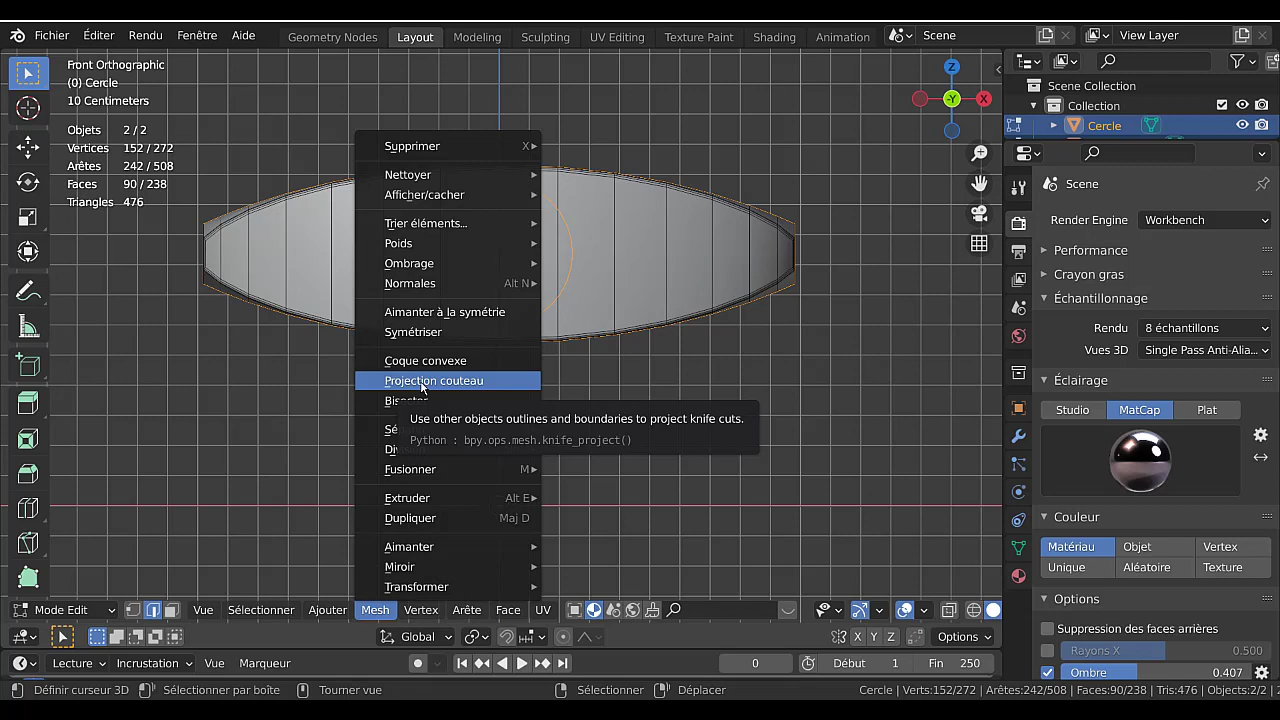 Fichier Éditer Rendu Fenêtre Aide
Geometry Nodes Layout Modeling Sculpting UV Editing Texture Paint Shading Animation
Scene
View Layer
Front Orthographic
(0) Cercle
10 Centimeters
Objets 2 / 2
Vertices 152 / 272
Arêtes 242 / 508
Faces 90 / 238
Triangles 476
Supprimer X
Nettoyer
Afficher/cacher
Trier éléments...
Poids
Ombrage
Normales Alt N
Aimanter à la symétrie
Symétriser
Coque convexe
Projection couteau
Use other objects outlines and boundaries to project knife cuts.
Python : bpy.ops.mesh.knife_project()
Fusionner M
Extruder Alt E
Dupliquer Maj D
Aimanter
Miroir
Transformer
Z
-Y
X
Scene Collection
Collection
Cercle
Scene
Render Engine Workbench
Performance
Crayon gras
Échantillonnage
Rendu 8 échantillons
Vues 3D Single Pass Anti-Alia...
Éclairage
Studio MatCap Plat
Couleur
Matériau Objet Vertex
Unique Aléatoire Texture
Options
Suppression des faces arrières
Rayons X 0.500
Ombre 0.407
Mode Edit Vue Sélectionner Ajouter Mesh Vertex Arête Face UV
Global X Y Z Options
Lecture Incrustation Vue Marqueur 0 Début 1 Fin 250
Définir curseur 3D Sélectionner par boîte Tourner vue Sélectionner Déplacer Cercle | Verts:152/272 | Arêtes:242/508 | Faces:90/238 | Tris:476 | Objects:2/2 | 2